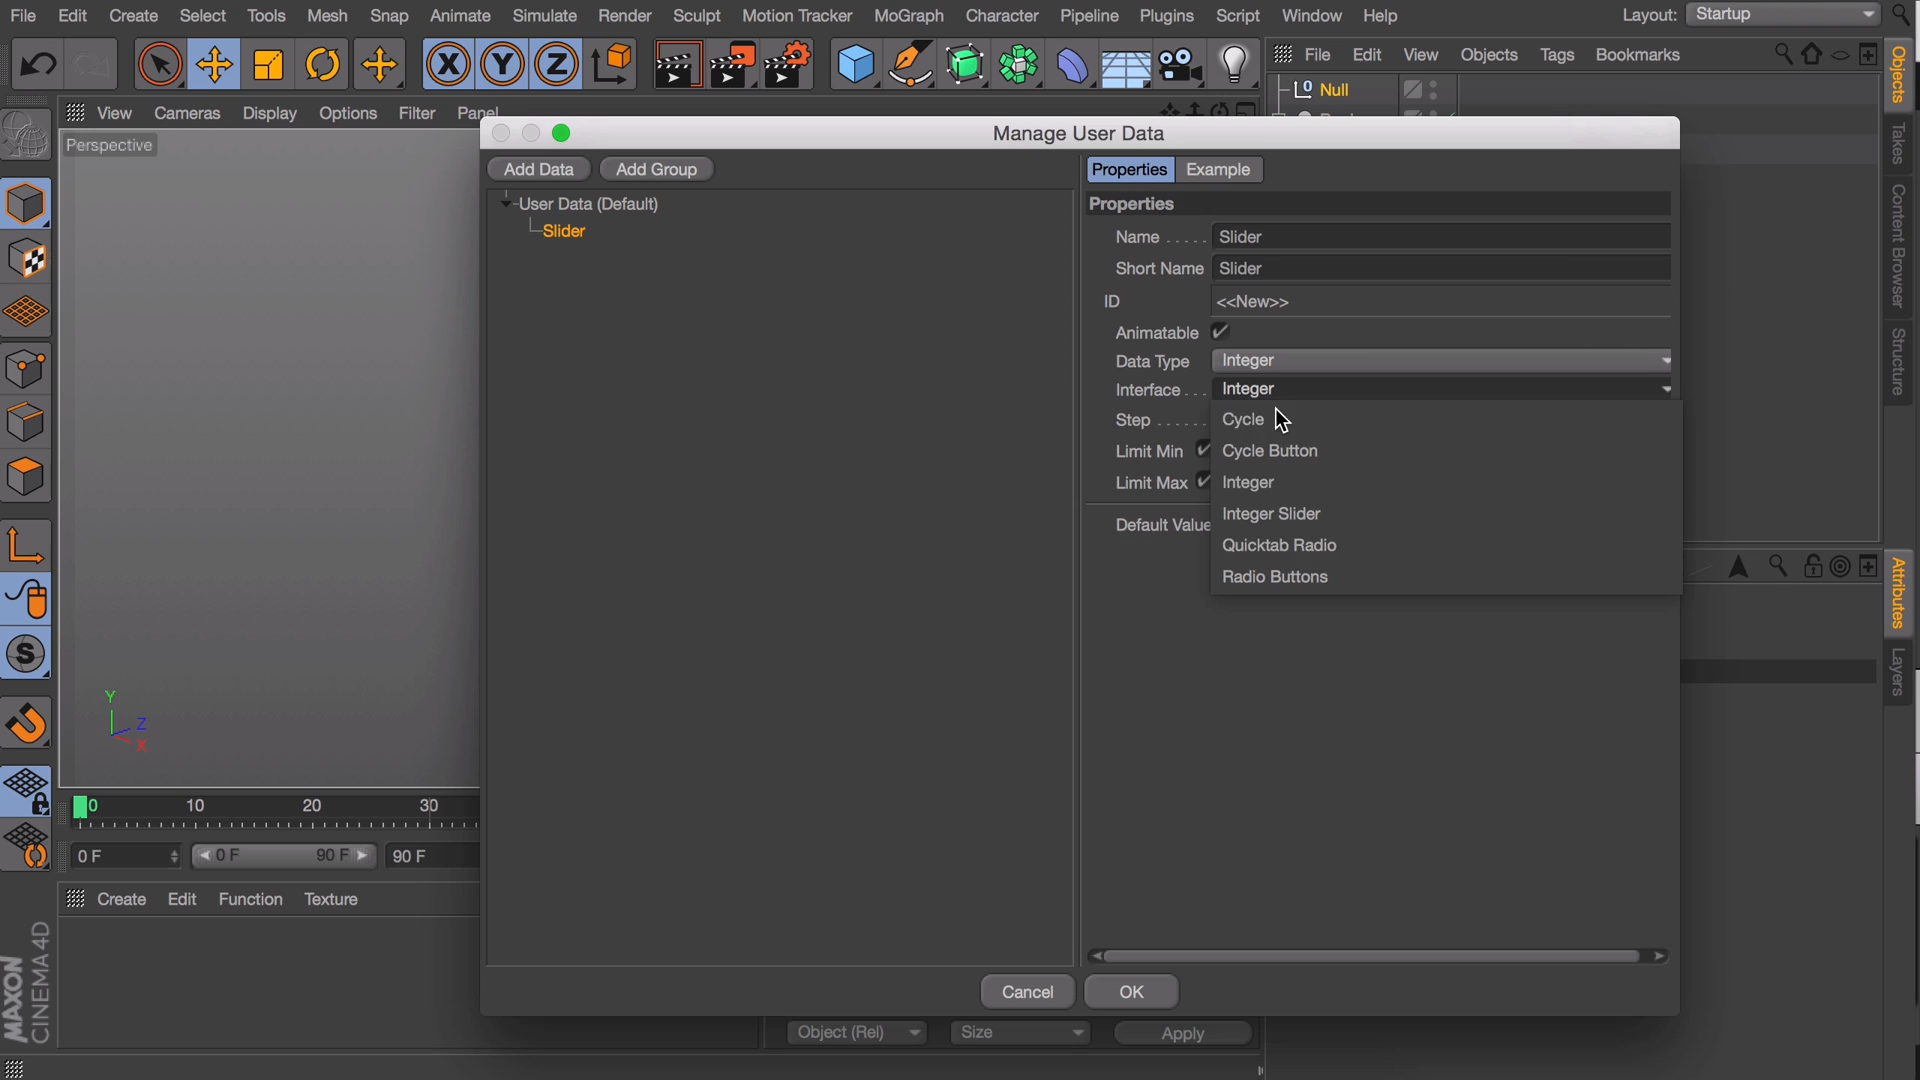 File Edit Create Select Tools Mesh Snap Animate Simulate Render Sculpt Motion Tracker MoGraph Character Pipeline Plugins Script Window Help Layout: Startup
File Edit View Objects Tags Bookmarks
Null
View Cameras Display Options Filter Panel
Perspective
Manage User Data
Add Data Add Group
User Data (Default)
Slider
Properties Example
Properties
Name Slider
Short Name Slider
ID <<New>>
Animatable
Data Type Integer
Interface Integer
Step
Limit Min
Limit Max
Default Value
Cycle
Cycle Button
Integer
Integer Slider
Quicktab Radio
Radio Buttons
Cancel OK
Objects
Takes
Content Browser
Structure
Attributes
Layers
X Y Z
S
Y
Z
X
0 10 20 30
0 F 0 F 90 F 90 F
Create Edit Function Texture
Object (Rel) Size Apply
MAXON
CINEMA 4D